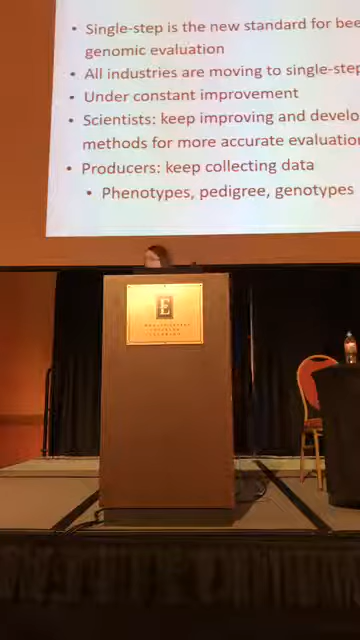 • Single-step is the new standard for bee
genomic evaluation
• All industries are moving to single-step
• Under constant improvement
• Scientists: keep improving and develo
methods for more accurate evaluation
• Producers: keep collecting data
• Phenotypes, pedigree, genotypes
E